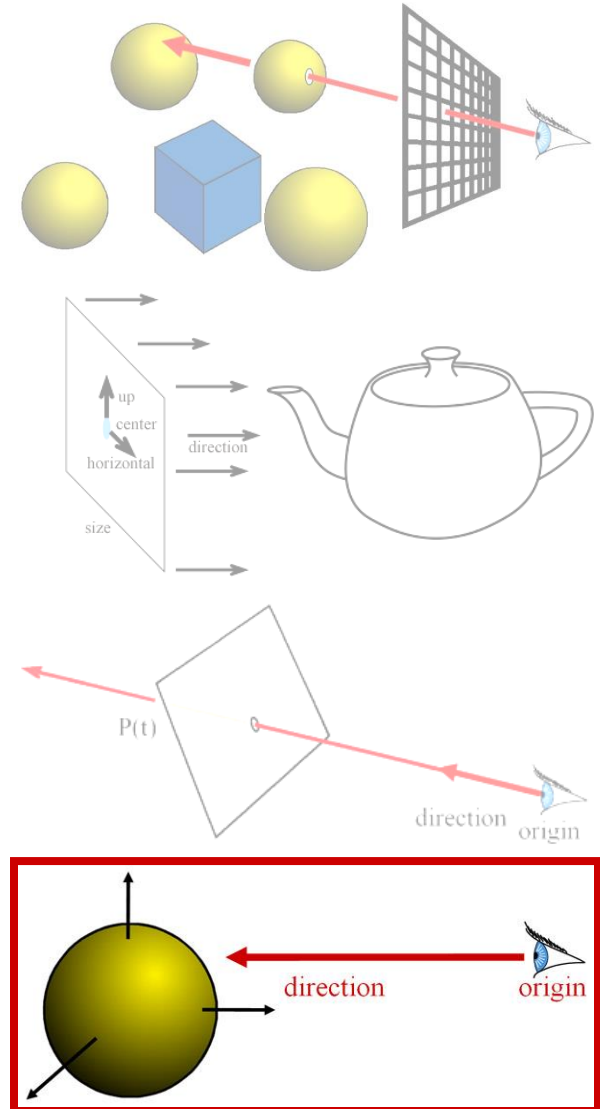 up
center
horizontal
direction
size
P(t)
direction
origin
direction
origin